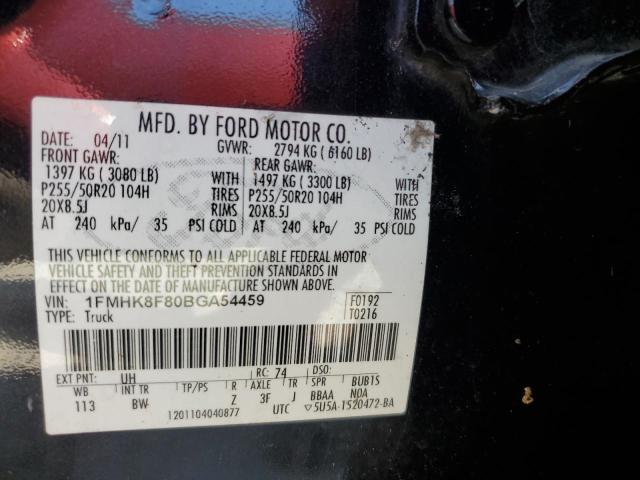 MFD. BY FORD MOTOR CO.
DATE: 04/11 GVWR: 2794 KG ( 6160 LB)
FRONT GAWR: REAR GAWR:
1397 KG ( 3080 LB) WITH 1497 KG ( 3300 LB) WITH
P255/50R20 104H TIRES P255/50R20 104H TIRES
20X8.5J RIMS 20X8.5J RIMS
AT 240 kPa/ 35 PSI COLD AT 240 kPa/ 35 PSI COLD
THIS VEHICLE CONFORMS TO ALL APPLICABLE FEDERAL MOTOR
VEHICLE SAFETY AND THEFT PREVENTION STANDARDS IN
EFFECT ON THE DATE OF MANUFACTURE SHOWN ABOVE.
VIN: 1FMHK8F80BGA54459 F0192
TYPE: Truck T0216
EXT PNT: UH RC: 74 DSO:
WB INT TR TP/PS R AXLE TR SPR BUB1S
113 BW Z 3F J BBAA NOA
1201104040877 UTC ▽5U5A-1520472-BA